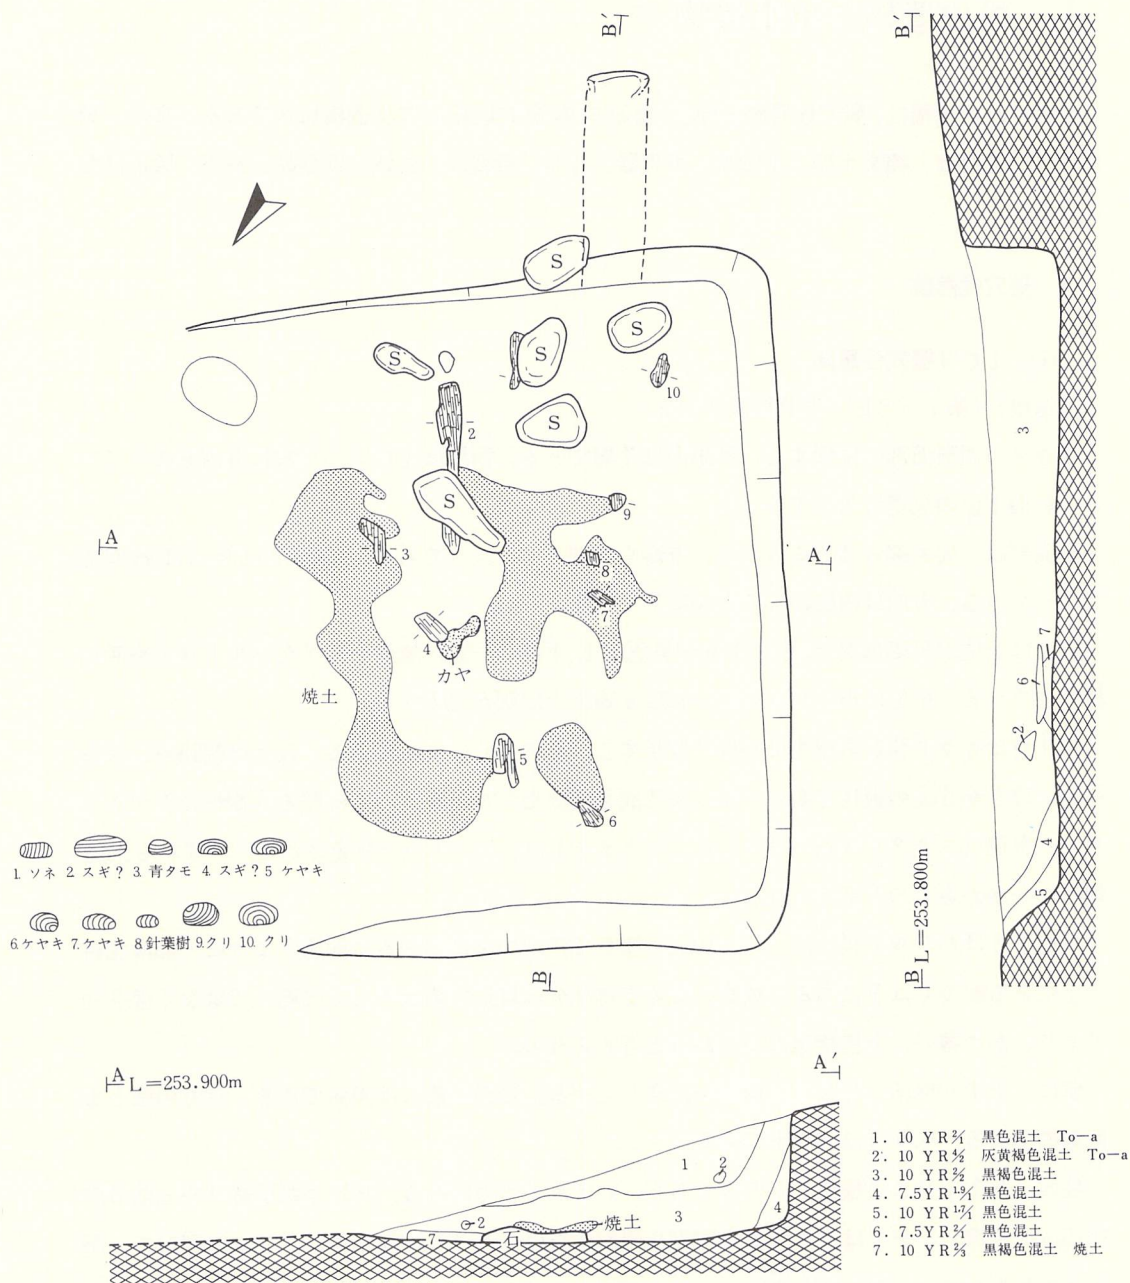 B′
B′
S
S
S
S
10
2
S
S
9
3
A
A′
3
8
7
4
カヤ
焼土
7
6
2
5
6
4
5
1. ソネ 2 スギ? 3. 青タモ 4. スギ? 5 ケヤキ
6.ケヤキ 7.ケヤキ 8.針葉樹 9.クリ 10. クリ
B
B L=253.800m
A L=253.900m
A′
1
2
2
焼土
3
4
7
石
1. 10 YR 2/1 黒色混土 To-a
2. 10 YR 4/2 灰黄褐色混土 To-a
3. 10 YR 2/2 黒褐色混土
4. 7.5YR 1.9/1 黒色混土
5. 10 YR 1.7/1 黒色混土
6. 7.5YR 2/1 黒色混土
7. 10 YR 2/3 黒褐色混土 焼土